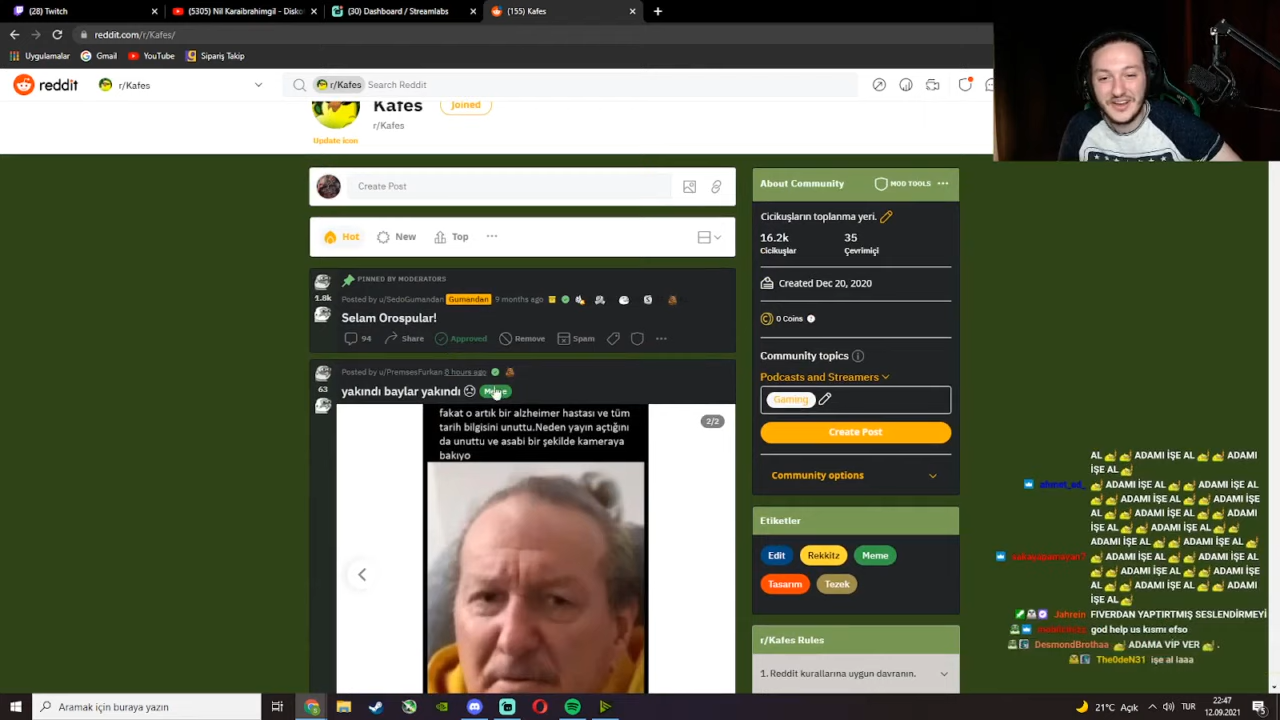 (28) Twitch
(5305) Nil Karaibrahimgil - Disko
(30) Dashboard / Streamlabs
(155) Kafes
reddit.com/r/Kafes/
Uygulamalar
Gmail
YouTube
Sipariş Takip
reddit
r/Kafes
r/Kafes
Search Reddit
Kafes
Joined
r/Kafes
Update icon
Create Post
Hot
New
Top
PINNED BY MODERATORS
1.8k
Posted by u/SedoGumandan Gumandan 9 months ago
Selam Orospular!
94
Share
Approved
Remove
Spam
Posted by u/PremsesFurkan 8 hours ago
63
yakındı baylar yakındı
Meme
fakat o artık bir alzheimer hastası ve tüm
tarih bilgisini unuttu.Neden yayın açtığını
da unuttu ve asabi bir şekilde kameraya
bakıyo
2/2
About Community
MOD TOOLS
Cicikuşların toplanma yeri.
16.2k
35
Cicikuşlar
Çevrimiçi
Created Dec 20, 2020
0 Coins
Community topics
Podcasts and Streamers
Gaming
Create Post
Community options
Etiketler
Edit
Rekkitz
Meme
Tasarım
Tezek
r/Kafes Rules
1. Reddit kurallarına uygun davranın.
AL ADAMI İŞE AL ADAMI
İŞE AL
ADAMI İŞE AL
ADAMI İŞE AL ADAMI İŞE
AL ADAMI İŞE AL
ADAMI İŞE AL ADAMI İŞE AL
ADAMI İŞE AL
ADAMI İŞE AL
ADAMI İŞE AL ADAMI İŞE
AL ADAMI İŞE AL ADAMI
İŞE AL
Jahrein FIVERDAN YAPTIRTMIŞ SESLENDİRMEYİ
god help us kısmı efso
DesmondBrothaa ADAMA VİP VER
The0deN31 işe al laaa
Aramak için buraya yazın
21°C Açık
TUR
22:47
12.09.2021
5